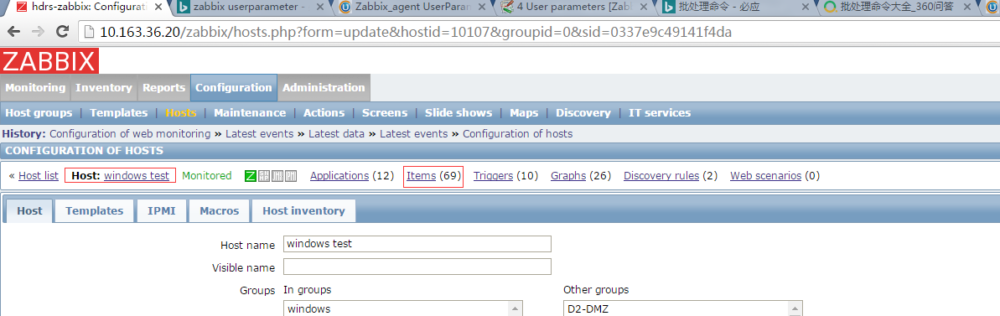 hdrs-zabbix: Configurati zabbix userparameter - Zabbix_agent UserParam 4 User parameters [Zabb 批处理命令 - 必应 批处理命令大全_360问答
10.163.36.20/zabbix/hosts.php?form=update&hostid=10107&groupid=0&sid=0337e9c49141f4da
ZABBIX
Monitoring Inventory Reports Configuration Administration
Host groups | Templates | Hosts | Maintenance | Actions | Screens | Slide shows | Maps | Discovery | IT services
History: Configuration of web monitoring » Latest events » Latest data » Latest events » Configuration of hosts
CONFIGURATION OF HOSTS
« Host list Host: windows test Monitored Applications (12) Items (69) Triggers (10) Graphs (26) Discovery rules (2) Web scenarios (0)
Host Templates IPMI Macros Host inventory
Host name windows test
Visible name
Groups In groups Other groups
windows D2-DMZ